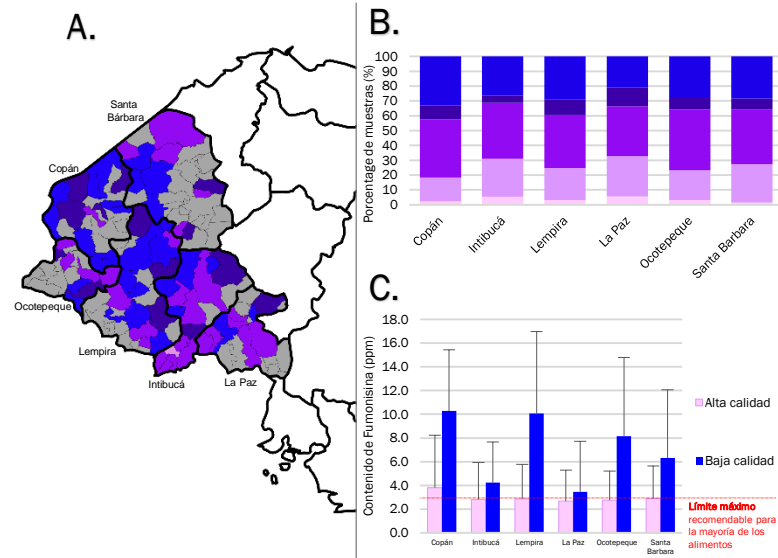 A.
Santa
Bárbara
Copán
Ocotepeque
Lempira
Intibucá
La Paz
B.
Porcentage de muestras (%)
100
90
80
70
60
50
40
30
20
10
0
Copán
Intibucá
Lempira
La Paz
Ocotepeque
Santa Barbara
C.
Contenido de Fumonisina (ppm)
18.0
16.0
14.0
12.0
10.0
8.0
6.0
4.0
2.0
0.0
Copán
Intibucá
Lempira
La Paz
Ocotepeque
Santa
Barbara
Alta calidad
Baja calidad
Límite máximo
recomendable para
la mayoría de los
alimentos